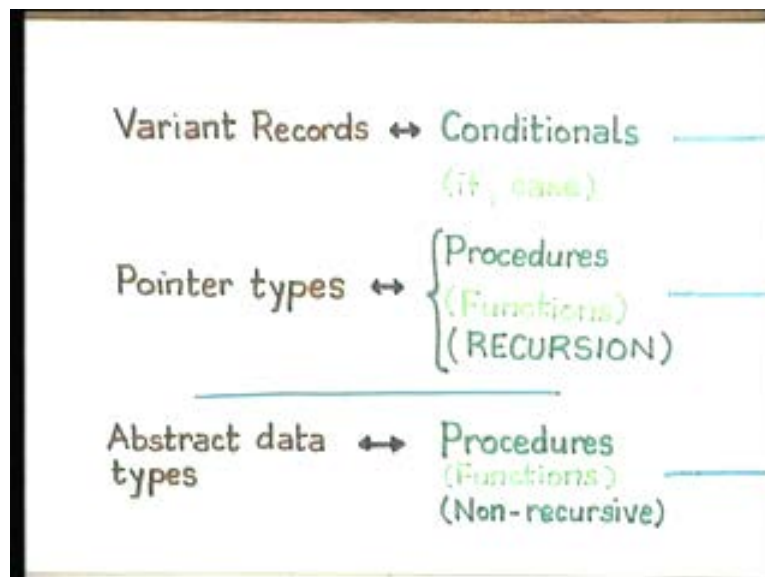 Variant Records ↔ Conditionals
(if, case)
Pointer types ↔ { Procedures
(Functions)
(RECURSION)
Abstract data types ↔ Procedures
(Functions)
(Non-recursive)